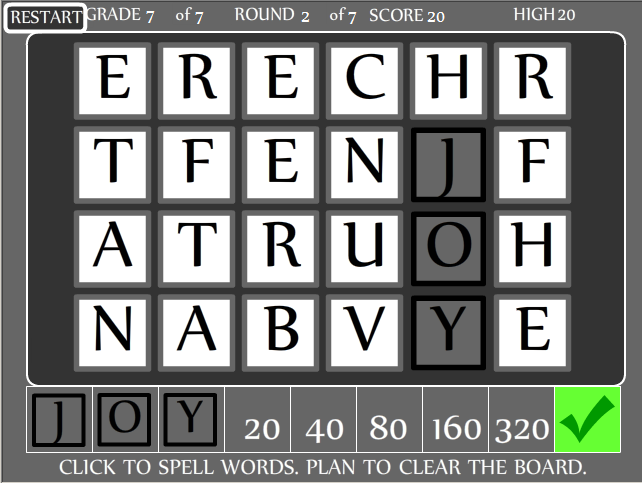 RESTART GRADE 7 of 7 ROUND 2 of 7 SCORE 20 HIGH 20
E R E C H R
T F E N J F
A T R U O H
N A B V Y E
J O Y 20 40 80 160 320
CLICK TO SPELL WORDS. PLAN TO CLEAR THE BOARD.